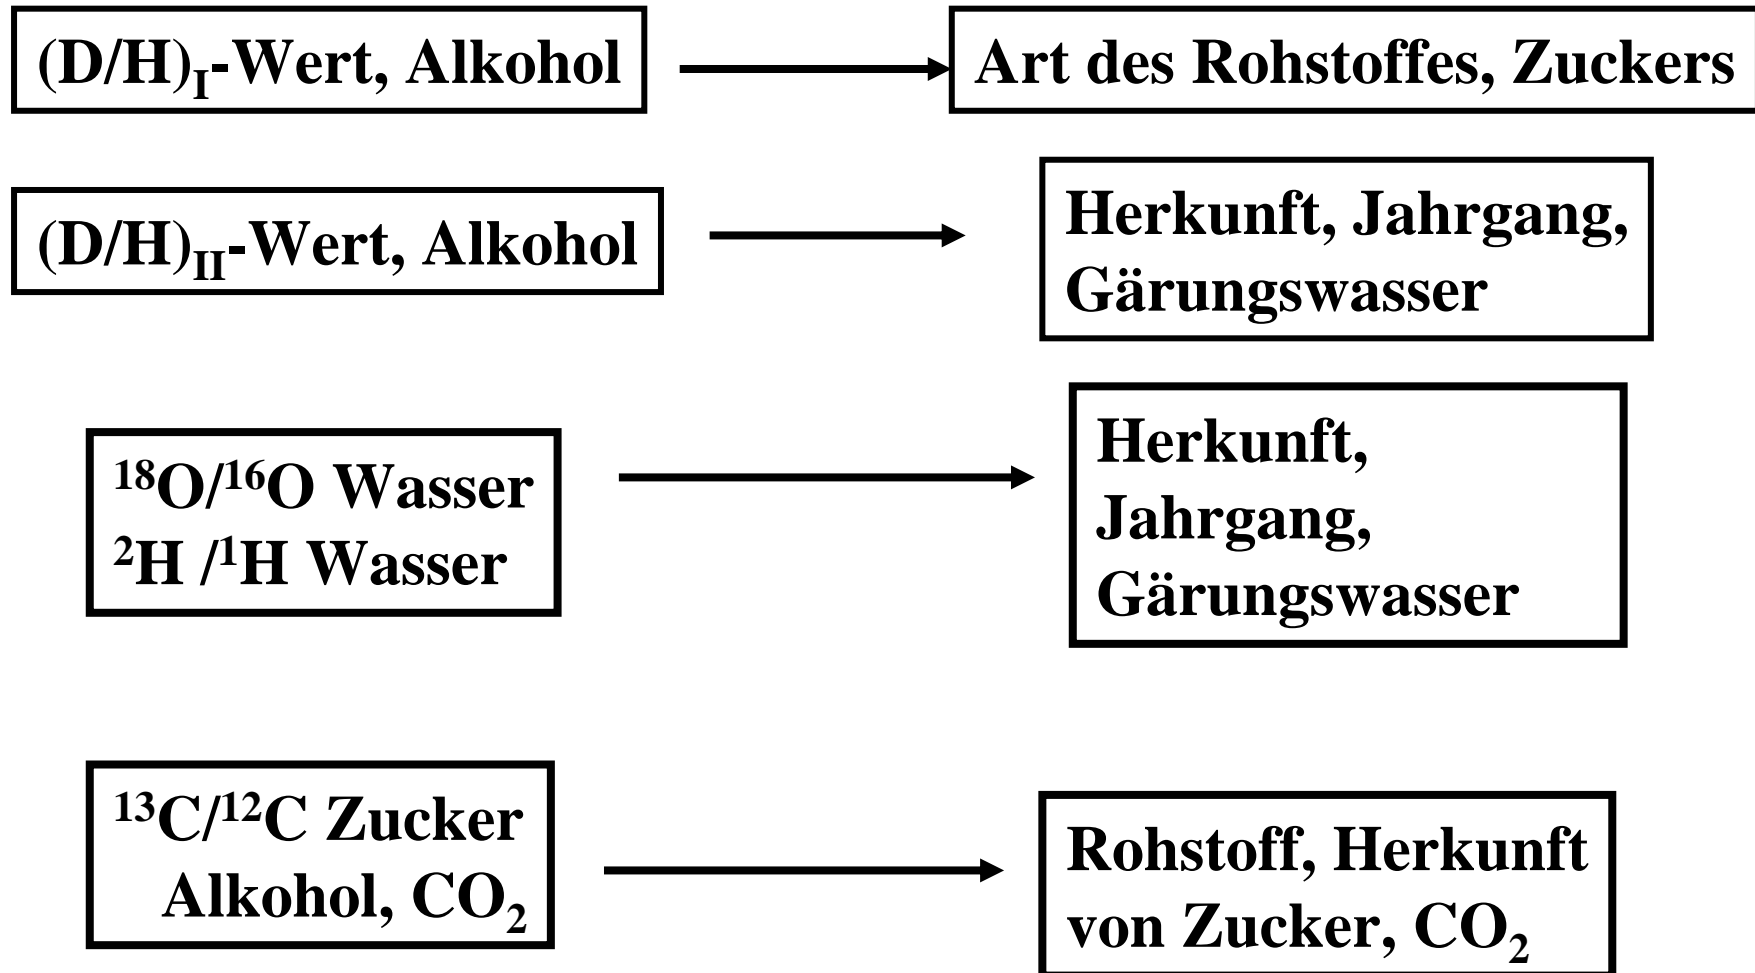 (D/H)I-Wert, Alkohol
Art des Rohstoffes, Zuckers
(D/H)II-Wert, Alkohol
Herkunft, Jahrgang,
Gärungswasser
¹⁸O/¹⁶O Wasser
²H /¹H Wasser
Herkunft,
Jahrgang,
Gärungswasser
¹³C/¹²C Zucker
Alkohol, CO₂
Rohstoff, Herkunft
von Zucker, CO₂